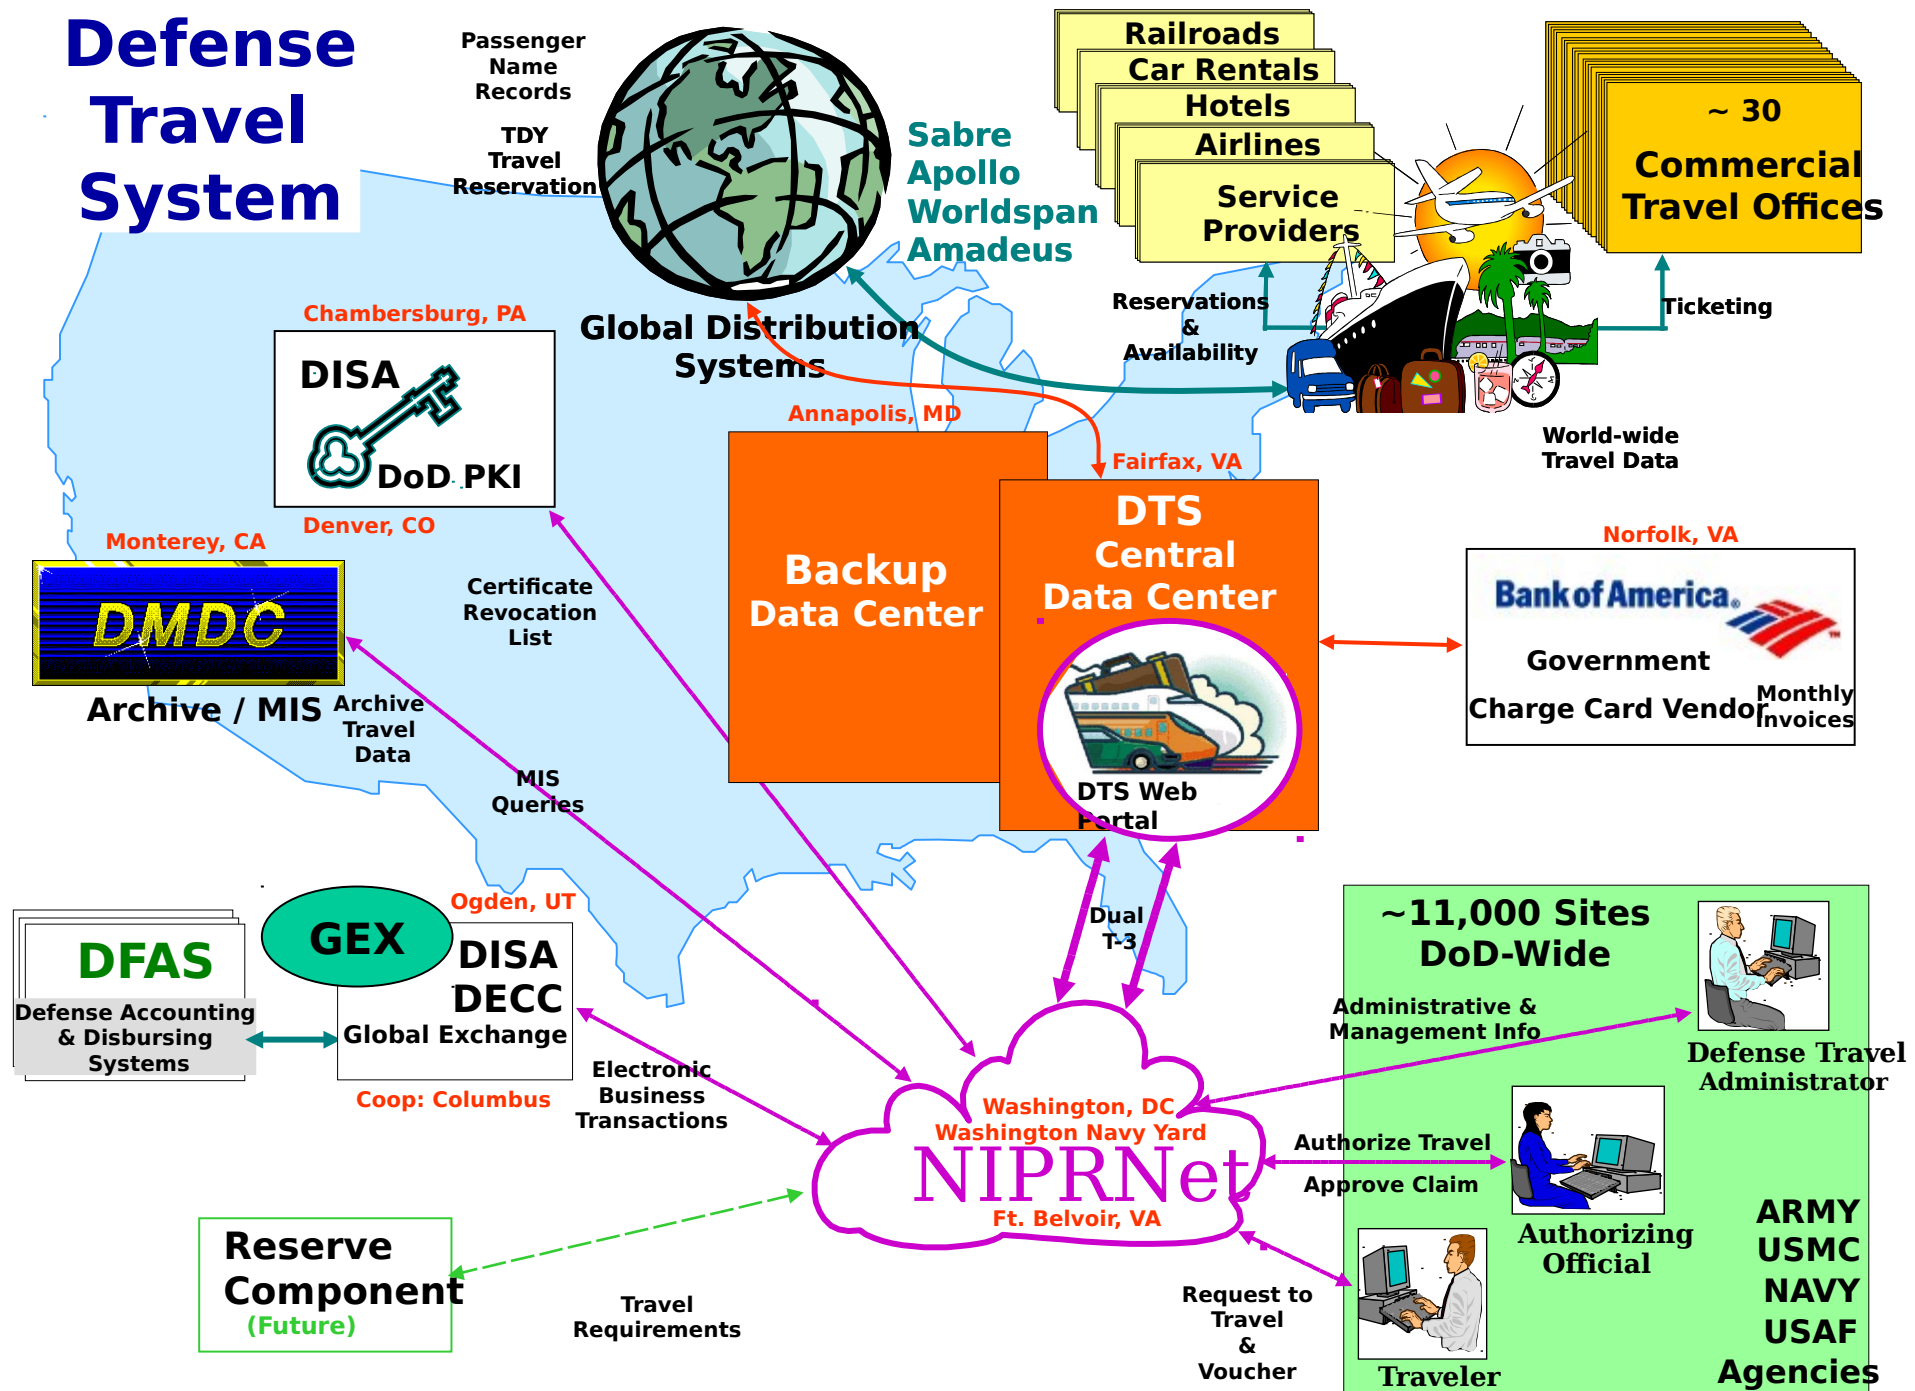 Defense
Travel
System
Passenger
Name
Records
TDY
Travel
Reservation
Sabre
Apollo
Worldspan
Amadeus
Global Distribution
Systems
Railroads
Car Rentals
Hotels
Airlines
Service
Providers
~ 30
Commercial
Travel Offices
Reservations
&
Availability
Ticketing
World-wide
Travel Data
Chambersburg, PA
DISA
DoD PKI
Denver, CO
Annapolis, MD
Backup
Data Center
Fairfax, VA
DTS
Central
Data Center
DTS Web
Portal
Norfolk, VA
Bank of America.
Government
Charge Card Vendor
Monthly
Invoices
Monterey, CA
DMDC
Archive / MIS
Archive
Travel
Data
Certificate
Revocation
List
MIS
Queries
Dual
T-3
DFAS
Defense Accounting
& Disbursing
Systems
GEX
Ogden, UT
DISA
DECC
Global Exchange
Coop: Columbus
Electronic
Business
Transactions
Washington, DC
Washington Navy Yard
NIPRNet
Ft. Belvoir, VA
Reserve
Component
(Future)
Travel
Requirements
~11,000 Sites
DoD-Wide
Administrative &
Management Info
Defense Travel
Administrator
Authorize Travel
Approve Claim
Authorizing
Official
Request to
Travel
&
Voucher
Traveler
ARMY
USMC
NAVY
USAF
Agencies